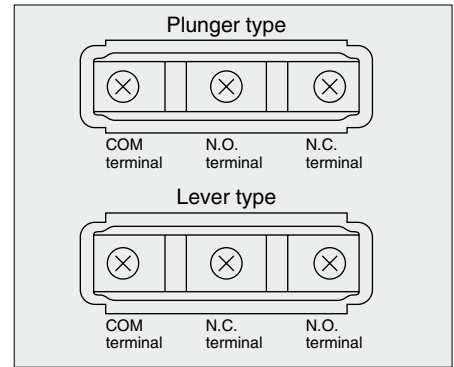 Plunger type
COM N.O. N.C.
terminal terminal terminal
Lever type
COM N.C. N.O.
terminal terminal terminal